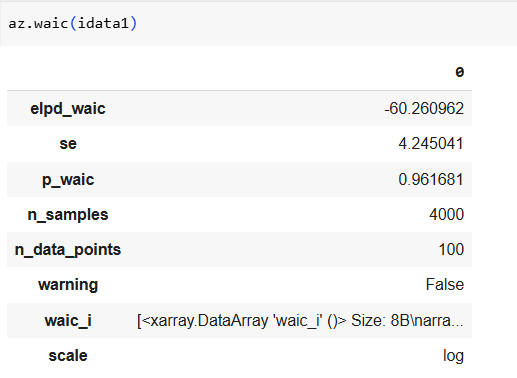 az.waic(idata1)
0
elpd_waic -60.260962
se 4.245041
p_waic 0.961681
n_samples 4000
n_data_points 100
warning False
waic_i [<xarray.DataArray 'waic_i' ()> Size: 8B\narra...
scale log